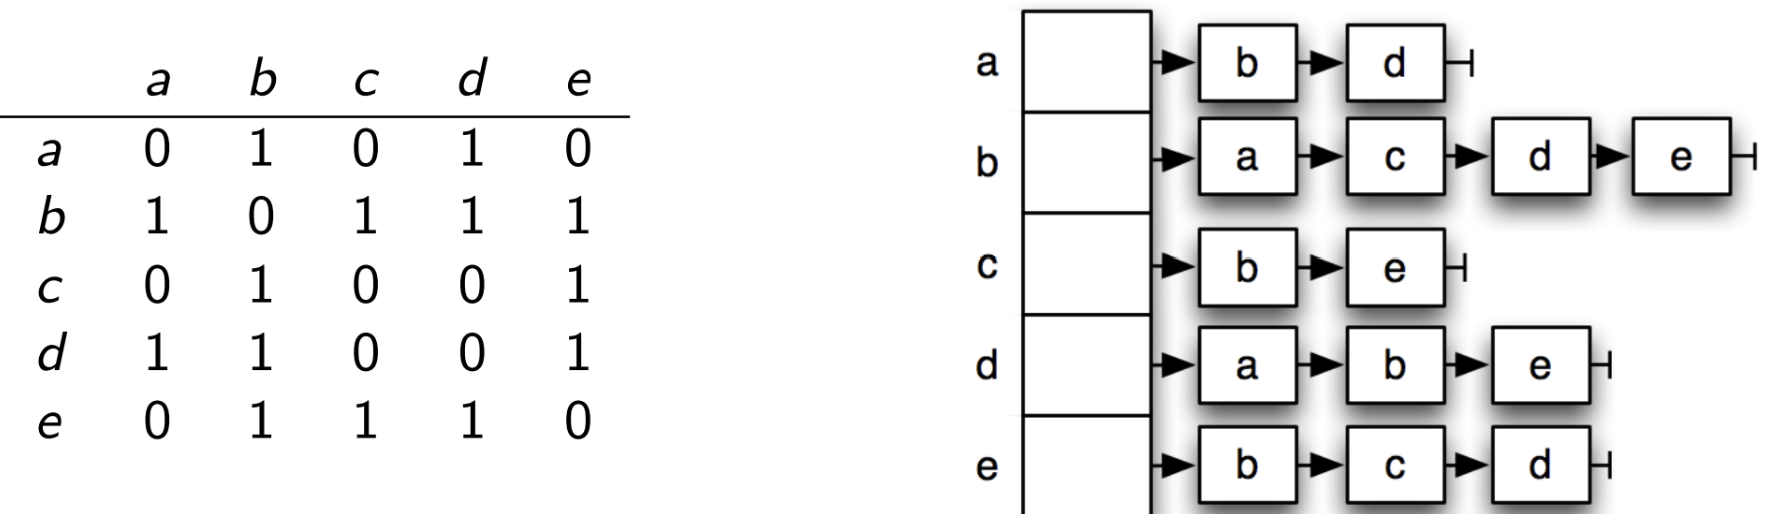 a b c d e
a 0 1 0 1 0
b 1 0 1 1 1
c 0 1 0 0 1
d 1 1 0 0 1
e 0 1 1 1 0
a b d
b a c d e
c b e
d a b e
e b c d